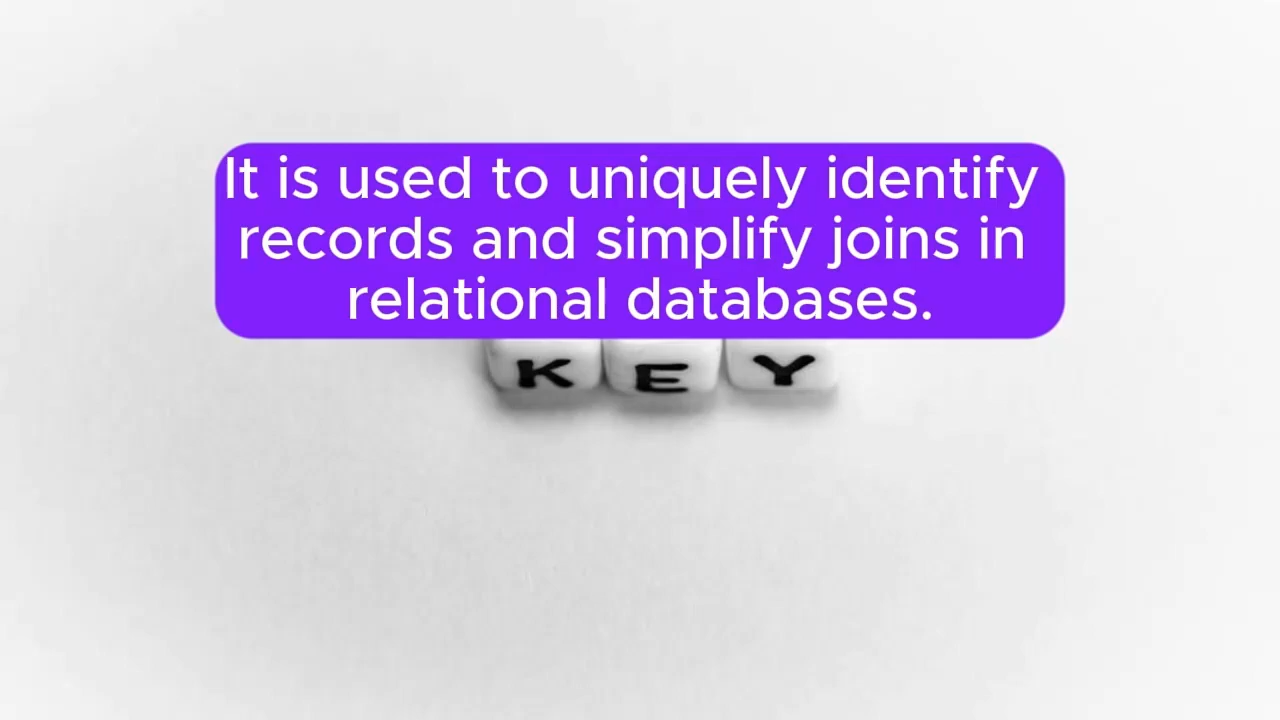 It is used to uniquely identify
records and simplify joins in
relational databases.
KEY